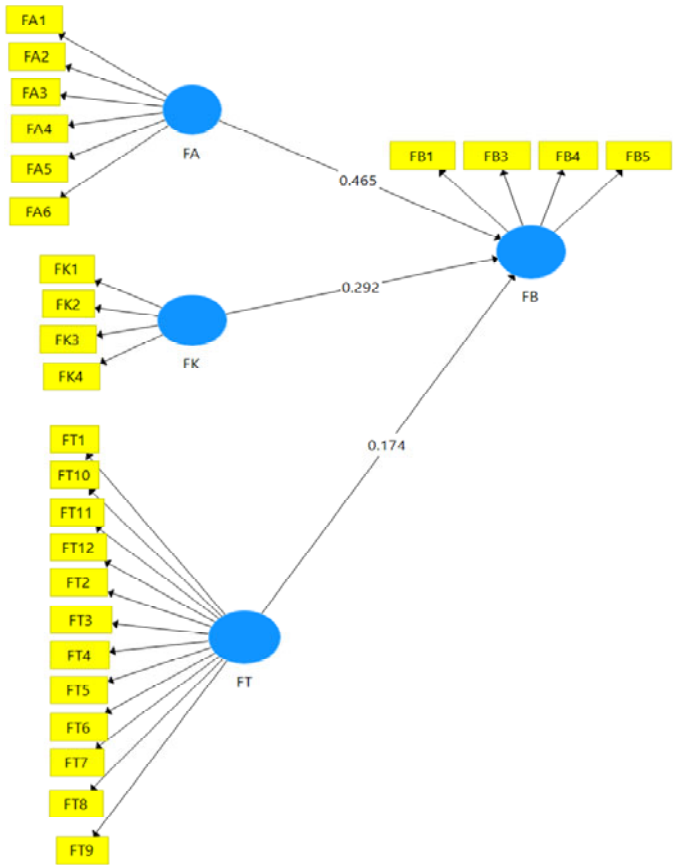 FA1
FA2
FA3
FA4
FA5
FA6
FA
0.465
FB1 FB3 FB4 FB5
FB
FK1
FK2
FK3
FK4
FK
0.292
FT1
FT10
FT11
FT12
FT2
FT3
FT4
FT5
FT6
FT7
FT8
FT9
FT
0.174